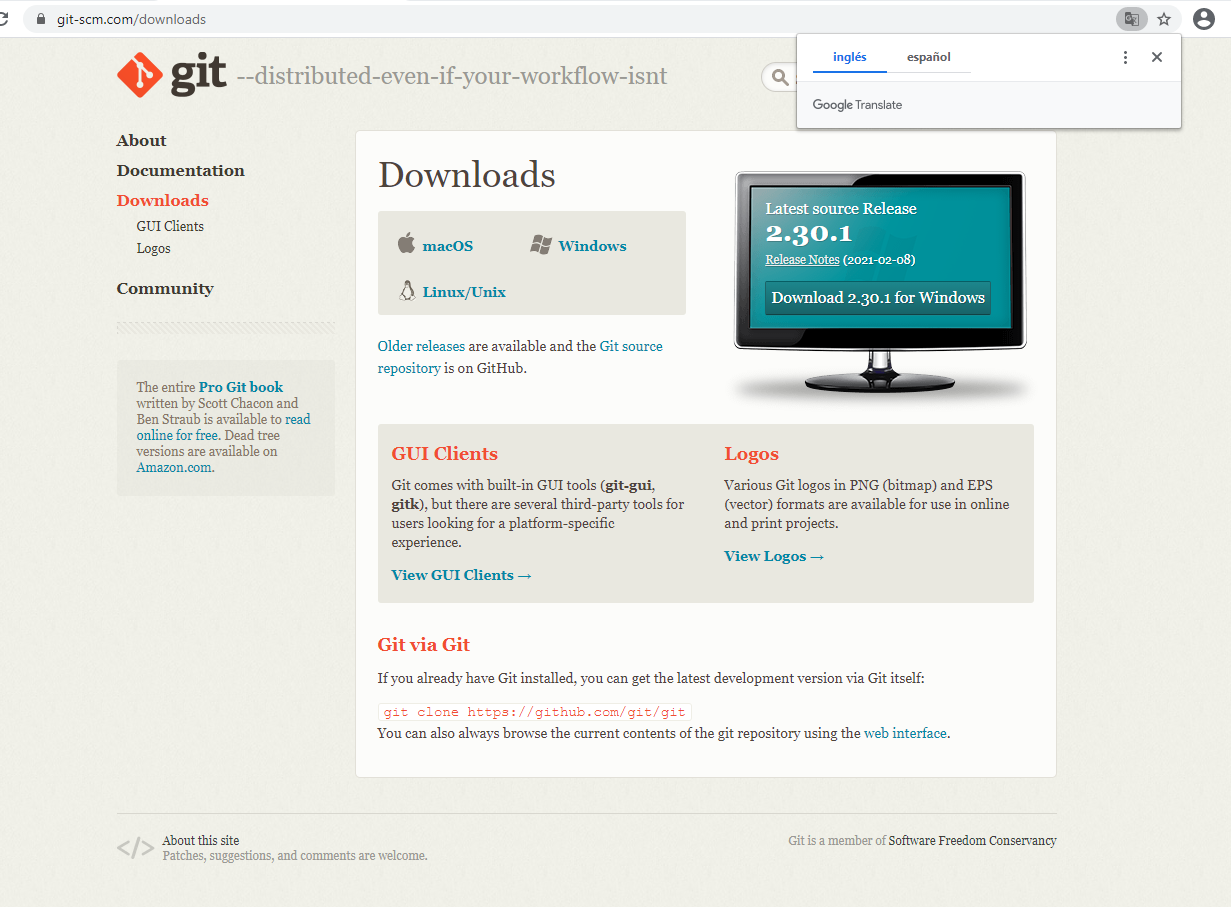 git-scm.com/downloads
inglés español
Google Translate
git --distributed-even-if-your-workflow-isnt
About
Documentation
Downloads
GUI Clients
Logos
Community
The entire Pro Git book
written by Scott Chacon and
Ben Straub is available to read
online for free. Dead tree
versions are available on
Amazon.com.
Downloads
macOS Windows
Linux/Unix
Older releases are available and the Git source
repository is on GitHub.
Latest source Release
2.30.1
Release Notes (2021-02-08)
Download 2.30.1 for Windows
GUI Clients
Git comes with built-in GUI tools (git-gui,
gitk), but there are several third-party tools for
users looking for a platform-specific
experience.
View GUI Clients →
Logos
Various Git logos in PNG (bitmap) and EPS
(vector) formats are available for use in online
and print projects.
View Logos →
Git via Git
If you already have Git installed, you can get the latest development version via Git itself:
git clone https://github.com/git/git
You can also always browse the current contents of the git repository using the web interface.
</> About this site
Patches, suggestions, and comments are welcome.
Git is a member of Software Freedom Conservancy